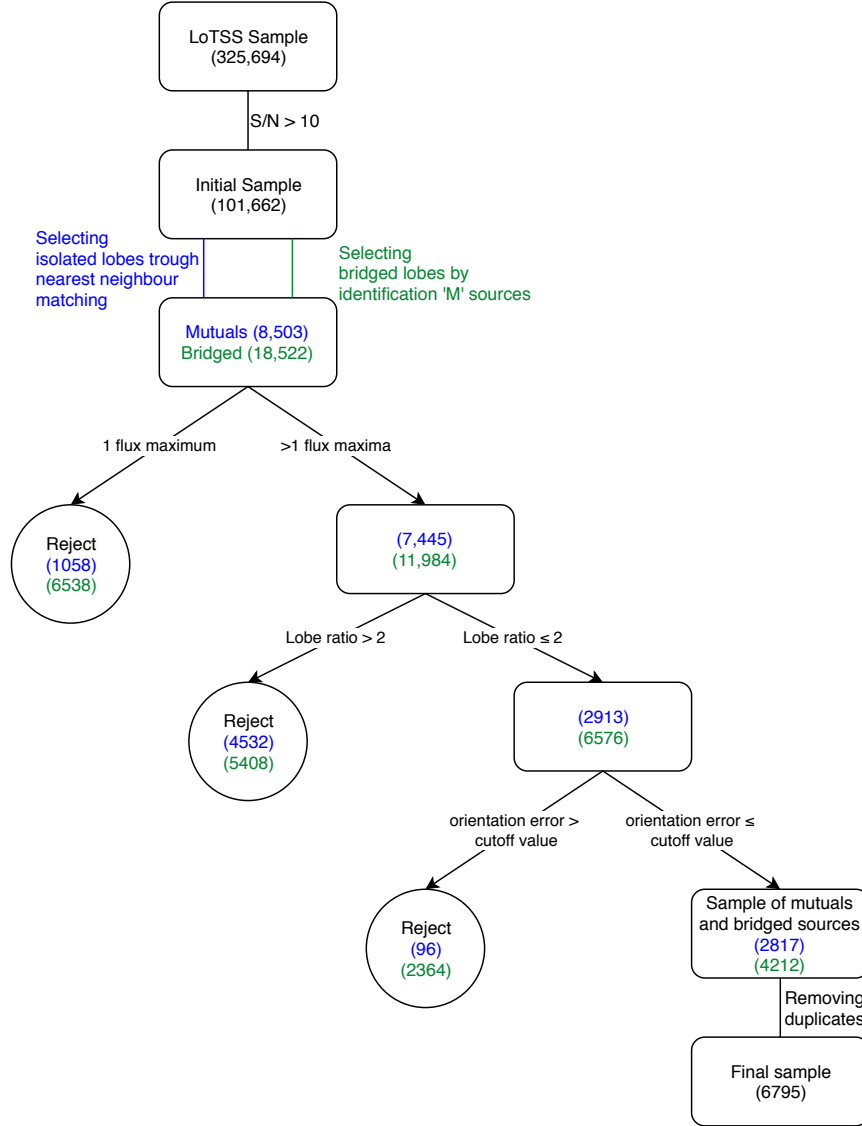 LoTSS Sample
(325,694)
S/N > 10
Initial Sample
(101,662)
Selecting
isolated lobes trough
nearest neighbour
matching
Selecting
bridged lobes by
identification 'M' sources
Mutuals (8,503)
Bridged (18,522)
1 flux maximum
>1 flux maxima
Reject
(1058)
(6538)
(7,445)
(11,984)
Lobe ratio > 2
Lobe ratio ≤ 2
Reject
(4532)
(5408)
(2913)
(6576)
orientation error >
cutoff value
orientation error ≤
cutoff value
Reject
(96)
(2364)
Sample of mutuals
and bridged sources
(2817)
(4212)
Removing
duplicates
Final sample
(6795)